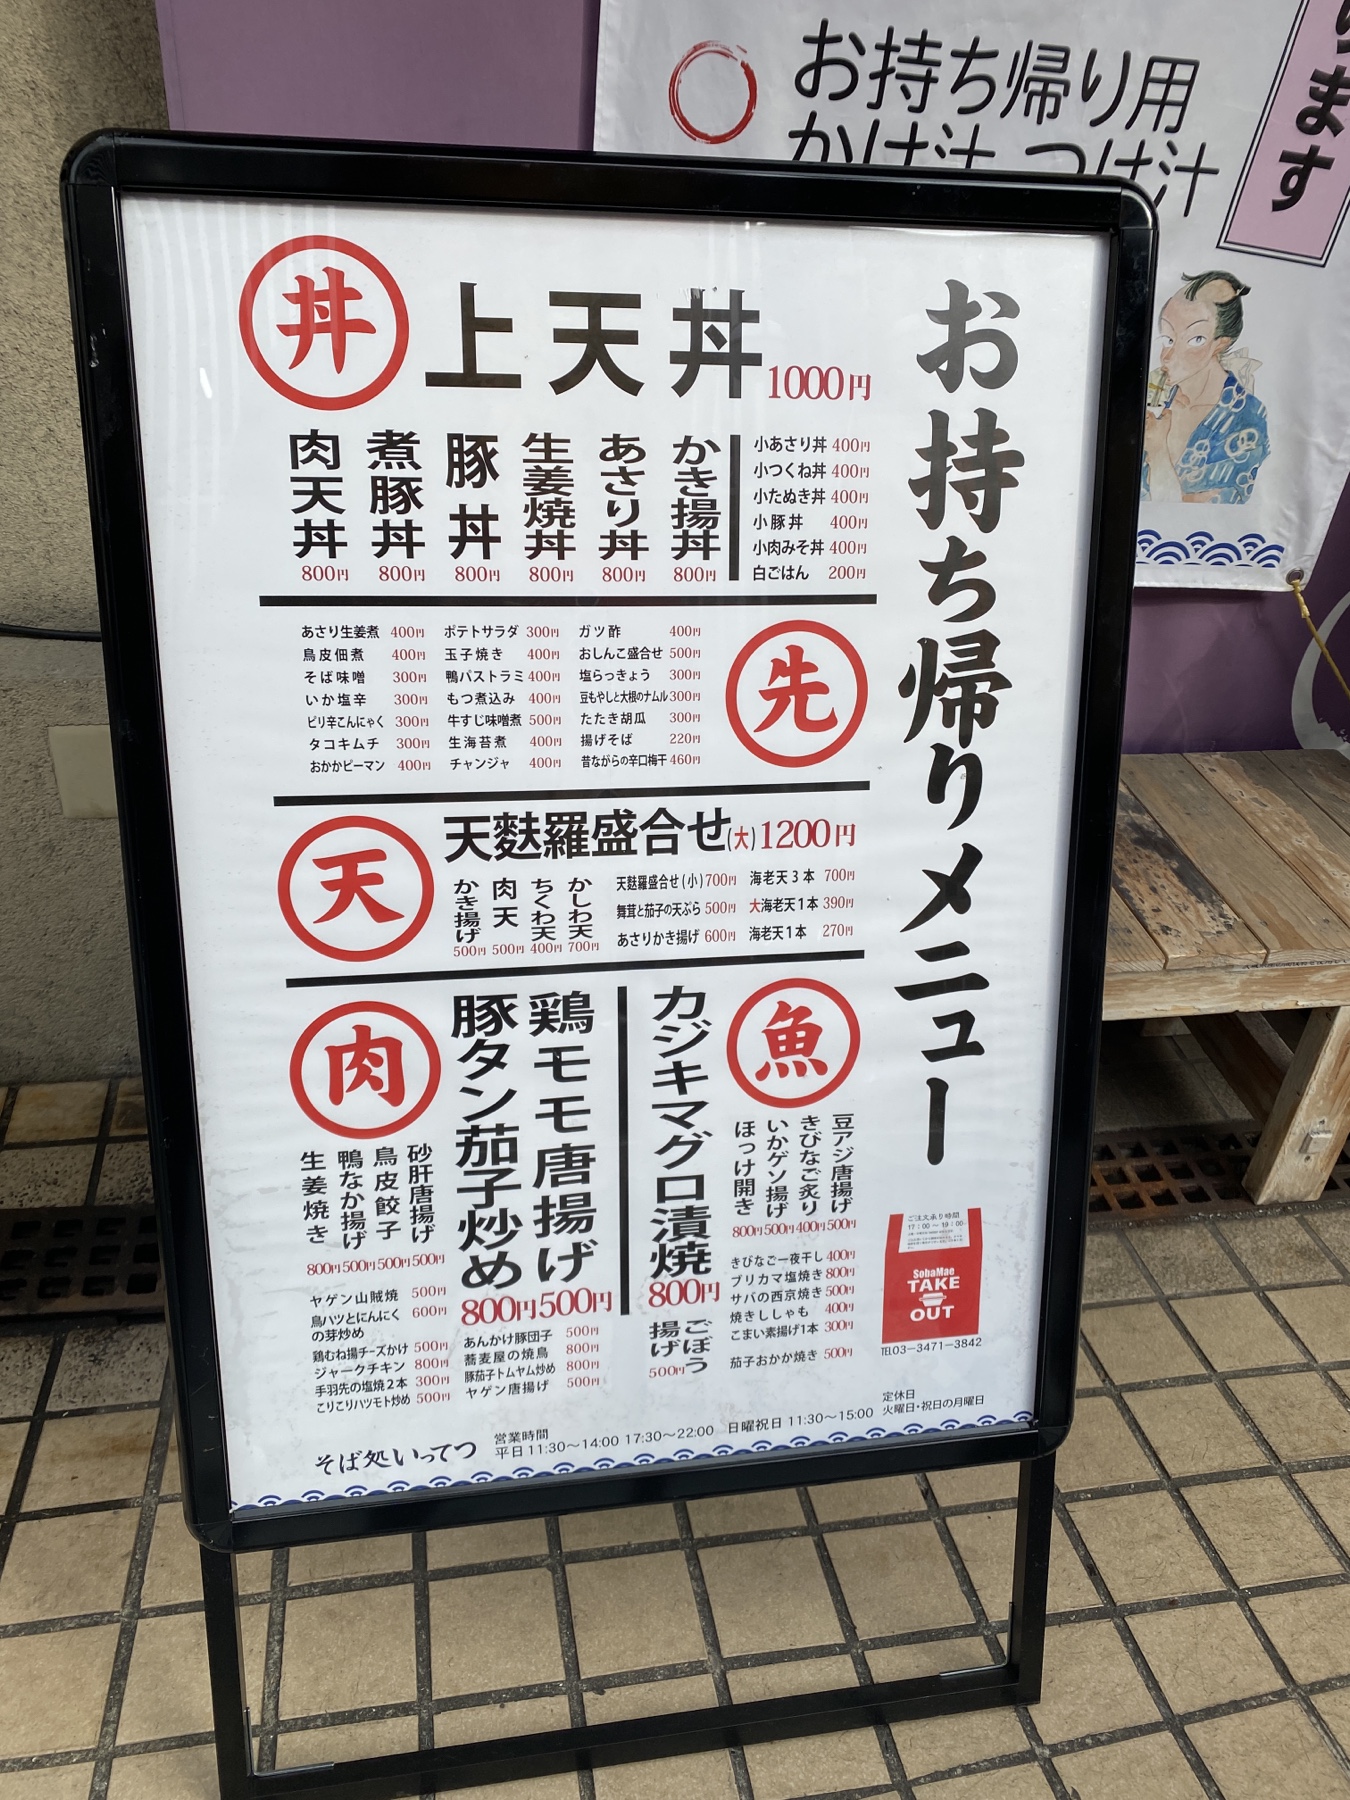 お持ち帰り用
かけ汁 つけ汁
ります
お持ち帰りメニュー
丼
上天丼 1000円
肉天丼 800円
煮豚丼 800円
豚丼 800円
生姜焼丼 800円
あさり丼 800円
かき揚丼 800円
小あさり丼 400円
小つくね丼 400円
小たぬき丼 400円
小豚丼 400円
小肉みそ丼 400円
白ごはん 200円
先
あさり生姜煮 400円
鳥皮佃煮 400円
そば味噌 300円
いか塩辛 300円
ピリ辛こんにゃく 300円
タコキムチ 300円
おかかピーマン 400円
ポテトサラダ 300円
玉子焼き 400円
鴨パストラミ 400円
もつ煮込み 400円
牛すじ味噌煮 500円
生海苔煮 400円
チャンジャ 400円
ガツ酢 400円
おしんこ盛合せ 500円
塩らっきょう 300円
豆もやしと大根のナムル 300円
たたき胡瓜 300円
揚げそば 220円
昔ながらの辛口梅干 460円
天
天麩羅盛合せ(大) 1200円
かき揚げ 500円
肉天 500円
ちくわ天 400円
かしわ天 700円
天麩羅盛合せ(小) 700円
舞茸と茄子の天ぷら 500円
あさりかき揚げ 600円
海老天3本 700円
大海老天1本 390円
海老天1本 270円
肉
豚タン茄子炒め 800円
鶏モモ唐揚げ 500円
生姜焼き 800円
鴨なか揚げ 500円
鳥皮餃子 500円
砂肝唐揚げ 500円
ヤゲン山賊焼 500円
鳥ハツとにんにく
の芽炒め 600円
鶏むね揚チーズかけ 500円
ジャークチキン 800円
手羽先の塩焼2本 300円
こりこりハツモト炒め 500円
あんかけ豚団子 500円
蕎麦屋の焼鳥 800円
豚茄子トムヤム炒め 800円
ヤゲン唐揚げ 500円
魚
カジキマグロ漬焼 800円
ごぼう
揚げ 500円
ほっけ開き 800円
いかゲソ揚げ 500円
きびなご炙り 400円
豆アジ唐揚げ 500円
きびなご一夜干し 400円
ブリカマ塩焼き 800円
サバの西京焼き 500円
焼きししゃも 400円
こまい素揚げ1本 300円
茄子おかか焼き 500円
ご注文承り時間
17：00～19：00
SobaMae
TAKE
OUT
TEL03-3471-3842
そば処いってつ
営業時間
平日11:30～14:00 17:30～22:00 日曜祝日 11:30～15:00
定休日
火曜日・祝日の月曜日